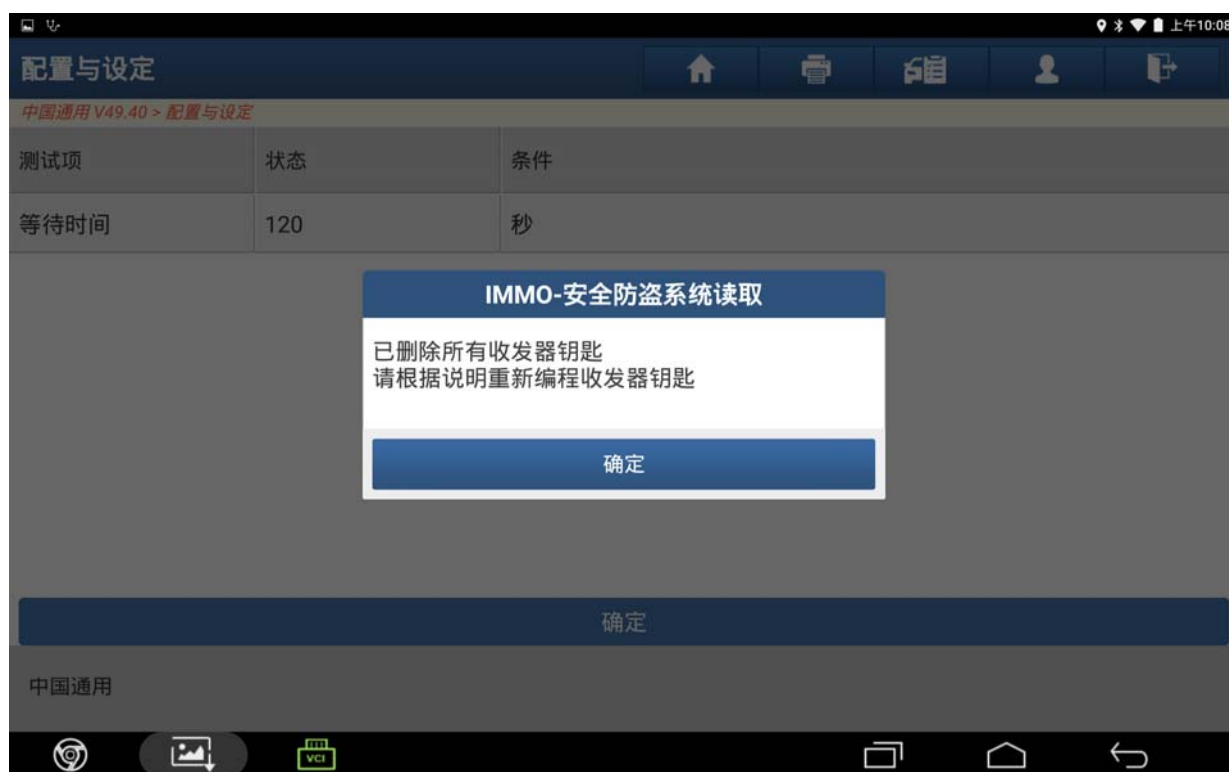 上午10:08
配置与设定
中国通用 V49.40 > 配置与设定
测试项 状态 条件
等待时间 120 秒
IMMO-安全防盗系统读取
已删除所有收发器钥匙
请根据说明重新编程收发器钥匙
确定
确定
中国通用
VCI